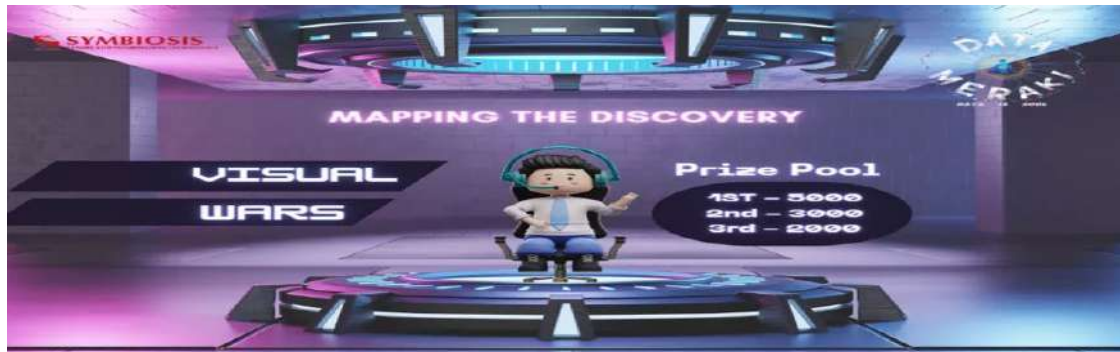 SYMBIOSIS
DATA
MERAKI
MAPPING THE DISCOVERY
VISUAL
WARS
Prize Pool
1ST – 5000
2nd – 3000
3rd – 2000